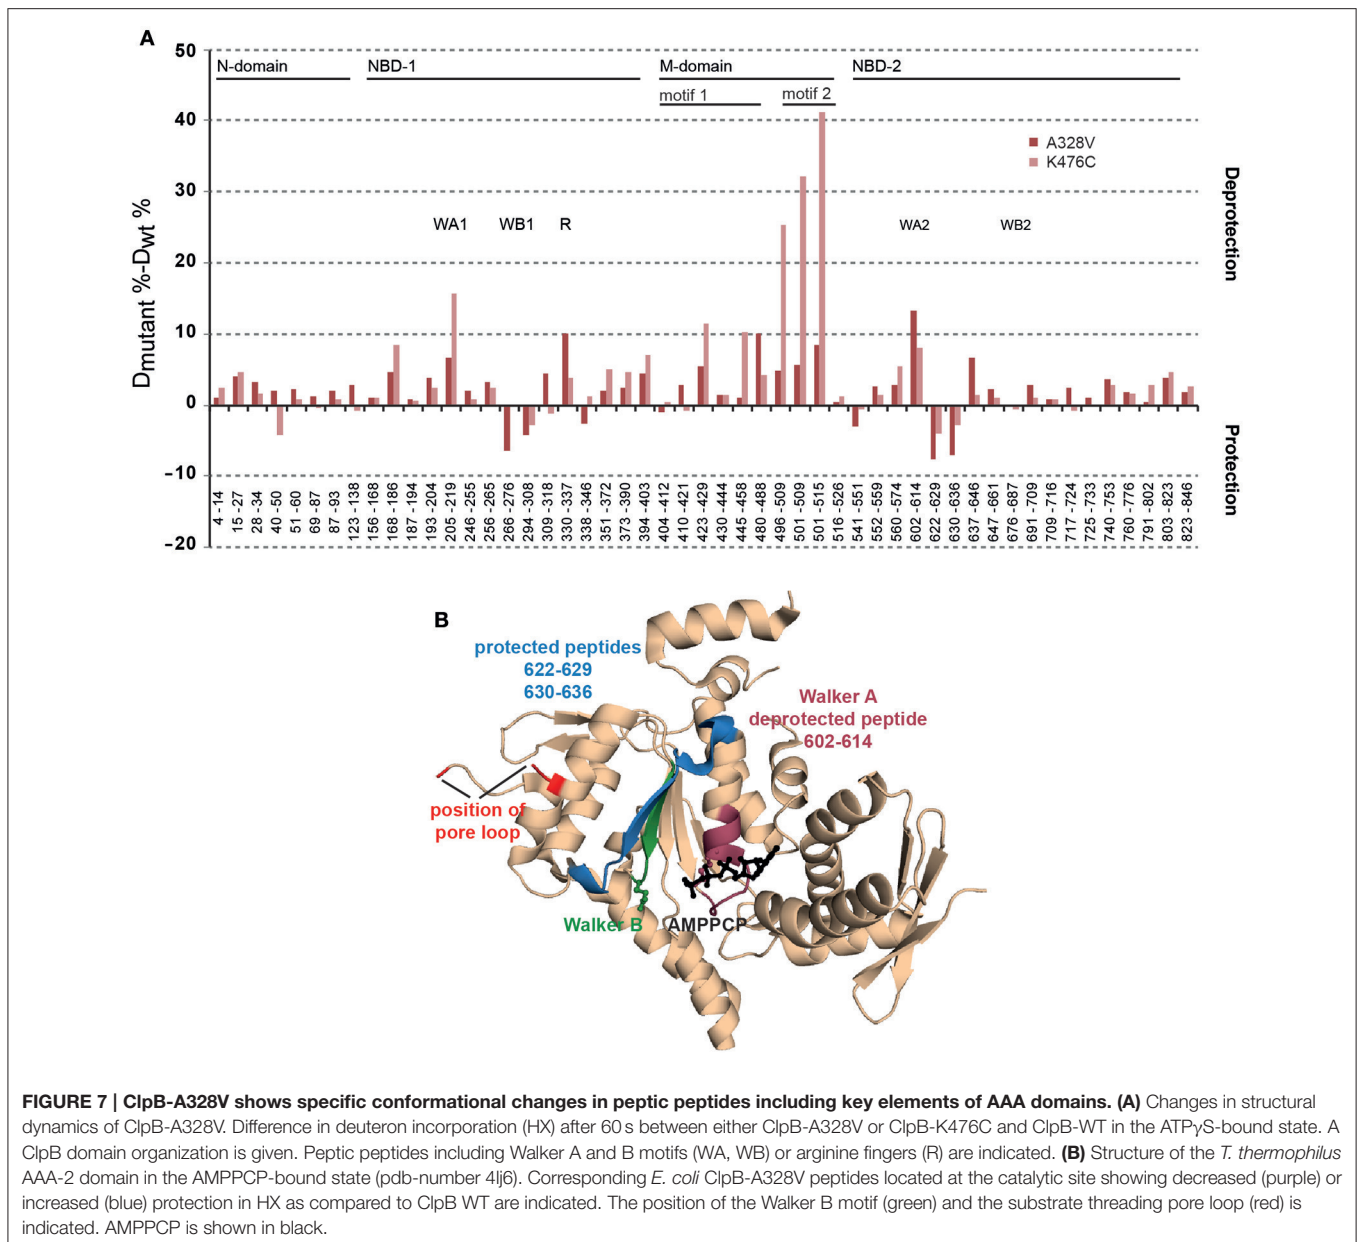 A
50
40
30
20
10
0
−10
−20
Dmutant %-Dwt %
N-domain NBD-1 M-domain NBD-2
motif 1 motif 2
A328V
K476C
WA1 WB1 R WA2 WB2
Deprotection
Protection
4 -14
15 -27
28 -34
40 -50
51 -60
69 -87
87 -93
123 -138
156 -168
168 -186
187 -194
193 -204
205 -219
246 -255
256 -265
266 -276
294 -308
309 -318
330 -337
338 -346
351 -372
373 -390
394 -403
404 -412
410 -421
423 -429
430 -444
445 -458
480 -488
496 -509
501 -509
501 -515
516 -526
541 -551
552 -559
560 -574
602 -614
622 -629
630 -636
637 -646
647 -661
676 -687
691 -709
709 -716
717 -724
725 -733
740 -753
760 -776
791 -802
803 -823
823 -846
B
protected peptides
622-629
630-636
Walker A
deprotected peptide
602-614
position of
pore loop
Walker B
AMPPCP
FIGURE 7 | ClpB-A328V shows specific conformational changes in peptic peptides including key elements of AAA domains. (A) Changes in structural
dynamics of ClpB-A328V. Difference in deuteron incorporation (HX) after 60 s between either ClpB-A328V or ClpB-K476C and ClpB-WT in the ATPγS-bound state. A
ClpB domain organization is given. Peptic peptides including Walker A and B motifs (WA, WB) or arginine fingers (R) are indicated. (B) Structure of the T. thermophilus
AAA-2 domain in the AMPPCP-bound state (pdb-number 4lj6). Corresponding E. coli ClpB-A328V peptides located at the catalytic site showing decreased (purple) or
increased (blue) protection in HX as compared to ClpB WT are indicated. The position of the Walker B motif (green) and the substrate threading pore loop (red) is
indicated. AMPPCP is shown in black.